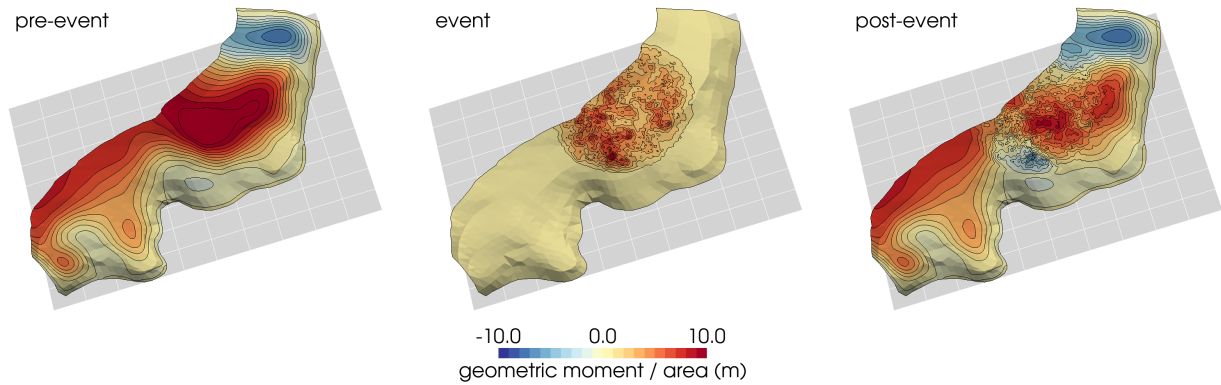 pre-event
event
post-event
-10.0 0.0 10.0
geometric moment / area (m)